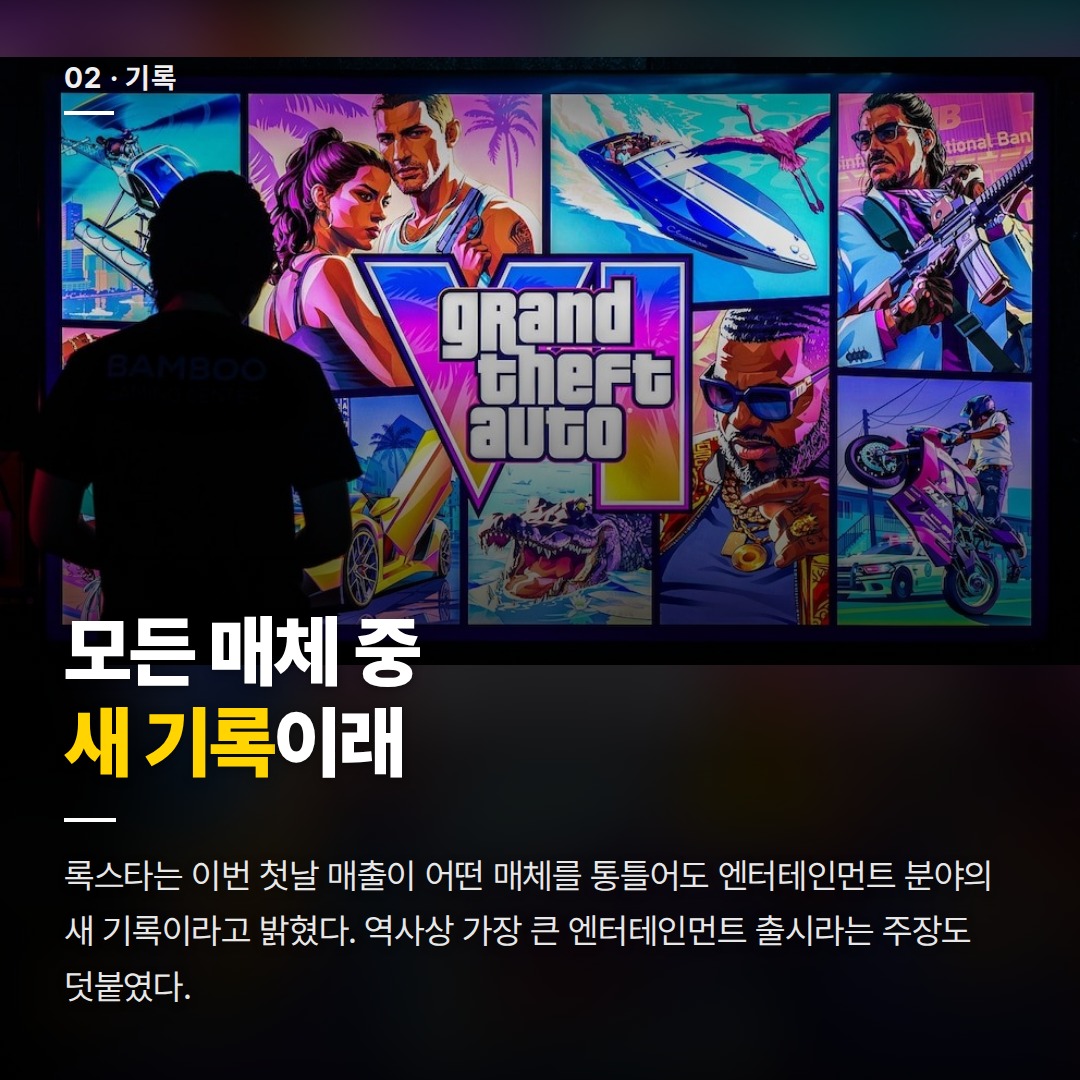 02 · 기록
BAMBOO
VI
grand
theft
auto
모든 매체 중
새 기록이래
록스타는 이번 첫날 매출이 어떤 매체를 통틀어도 엔터테인먼트 분야의
새 기록이라고 밝혔다. 역사상 가장 큰 엔터테인먼트 출시라는 주장도
덧붙였다.